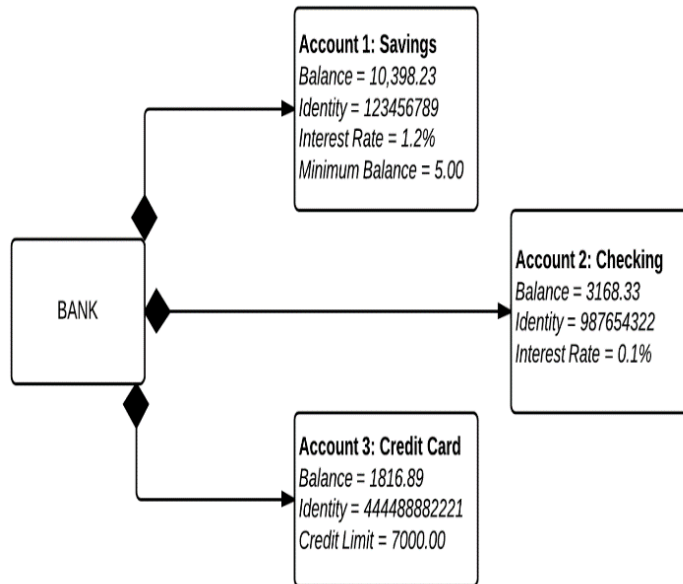 Account 1: Savings
Balance = 10,398.23
Identity = 123456789
Interest Rate = 1.2%
Minimum Balance = 5.00
BANK
Account 2: Checking
Balance = 3168.33
Identity = 987654322
Interest Rate = 0.1%
Account 3: Credit Card
Balance = 1816.89
Identity = 444488882221
Credit Limit = 7000.00